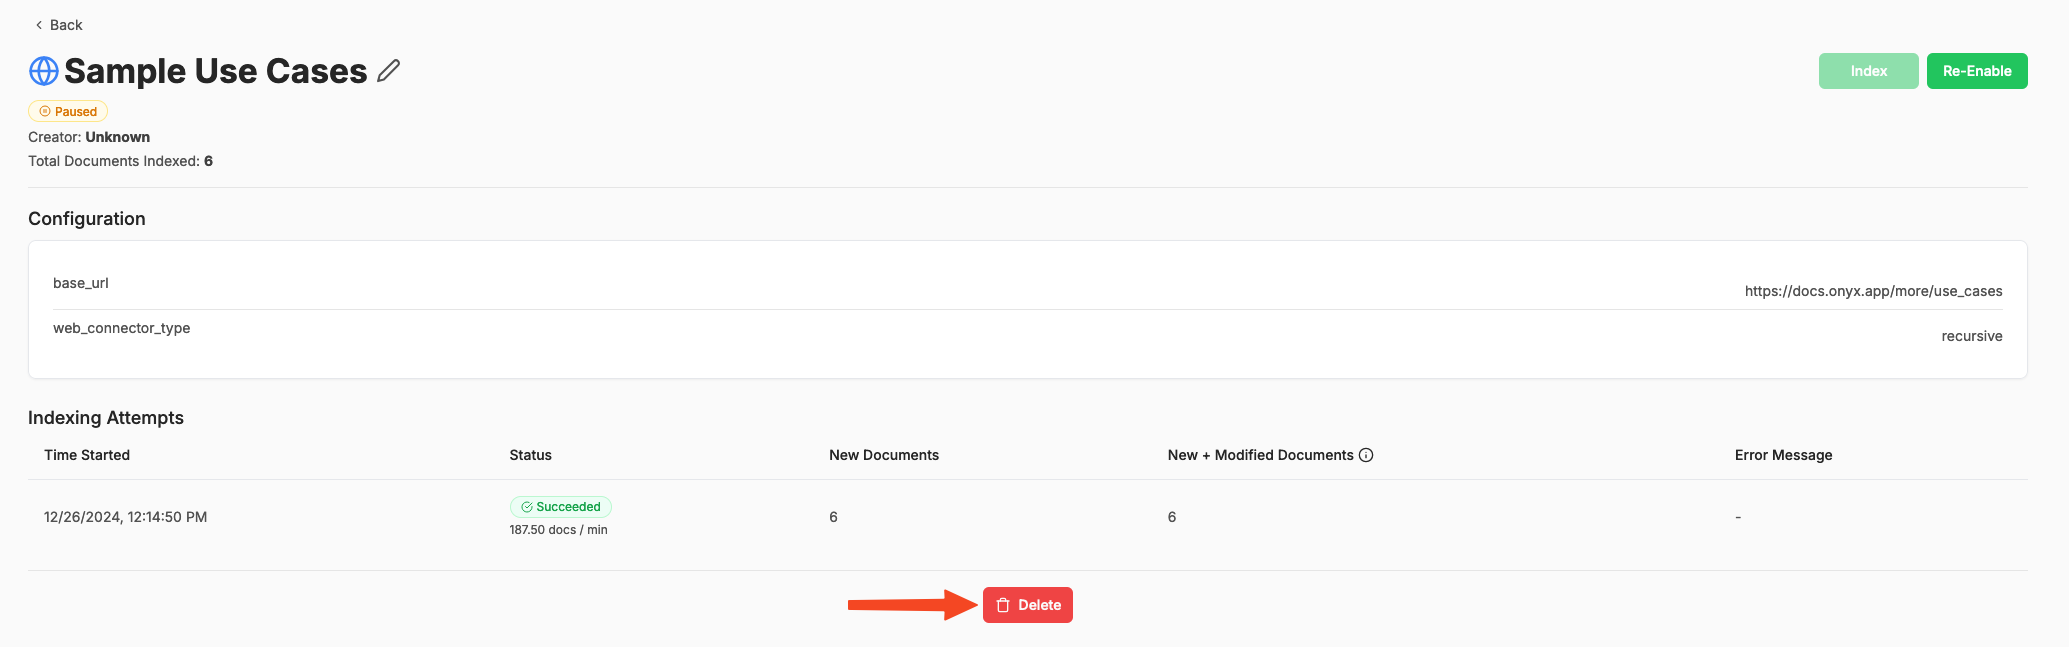 Back
Sample Use Cases
Index
Re-Enable
Paused
Creator: Unknown
Total Documents Indexed: 6
Configuration
base_url
https://docs.onyx.app/more/use_cases
web_connector_type
recursive
Indexing Attempts
Time Started Status New Documents New + Modified Documents Error Message
12/26/2024, 12:14:50 PM Succeeded 6 6 -
187.50 docs / min
Delete